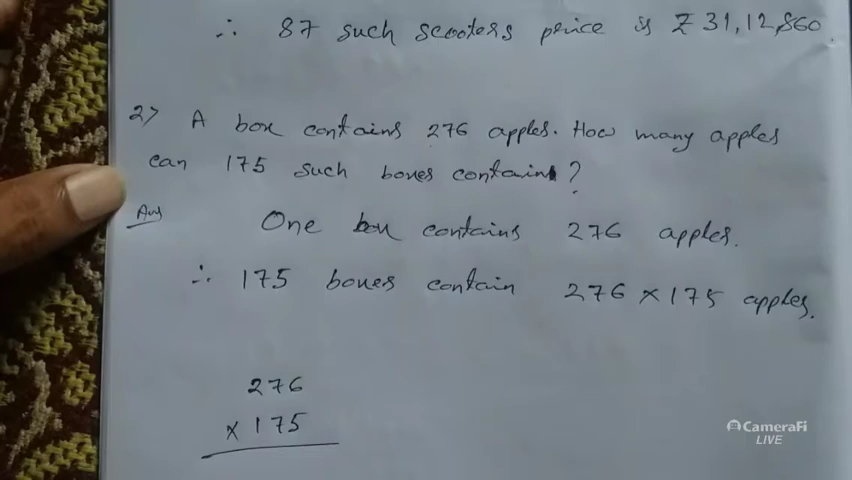 ∴ 87 such scooters price is ₹ 31,12,860
2> A box contains 276 apples. How many apples
can 175 such boxes contain?
Ans
One box contains 276 apples.
∴ 175 boxes contain 276 × 175 apples.
276
× 175
CameraFi
LIVE